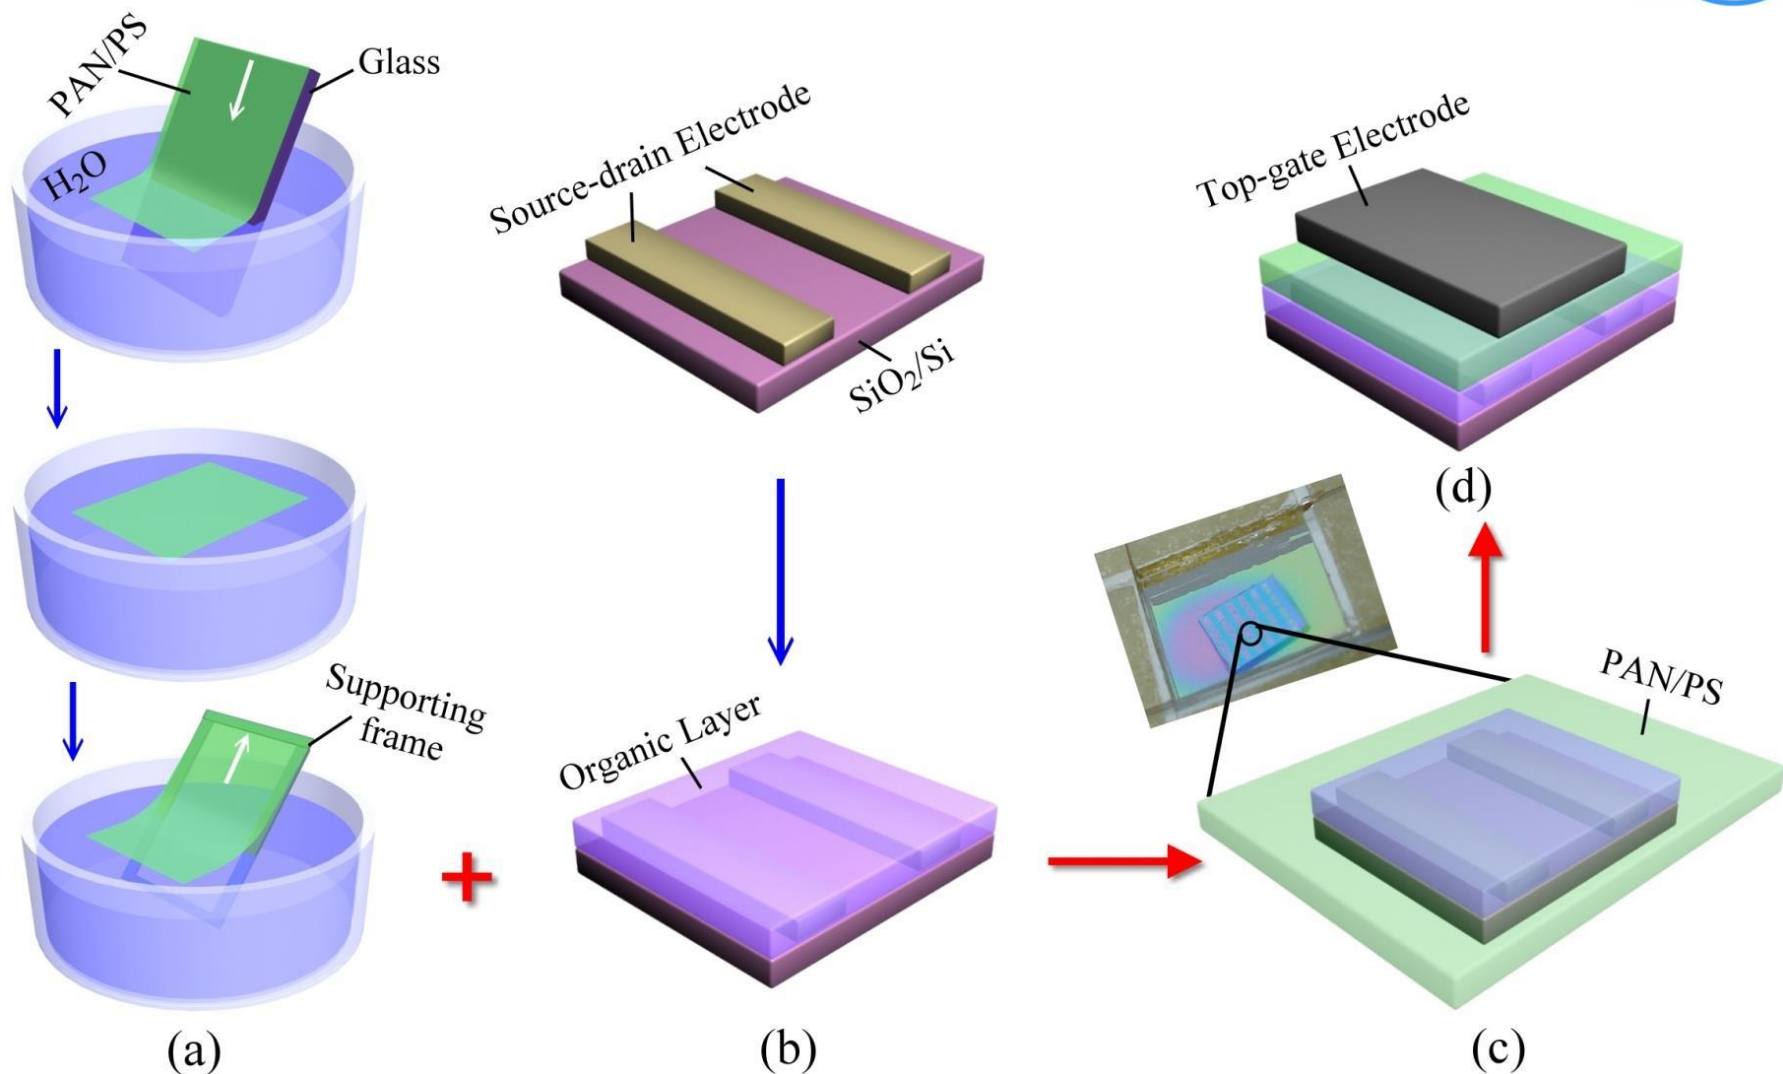 PAN/PS
Glass
H₂O
Supporting
frame
(a)
Source-drain Electrode
SiO₂/Si
Organic Layer
+
(b)
Top-gate Electrode
(d)
PAN/PS
(c)